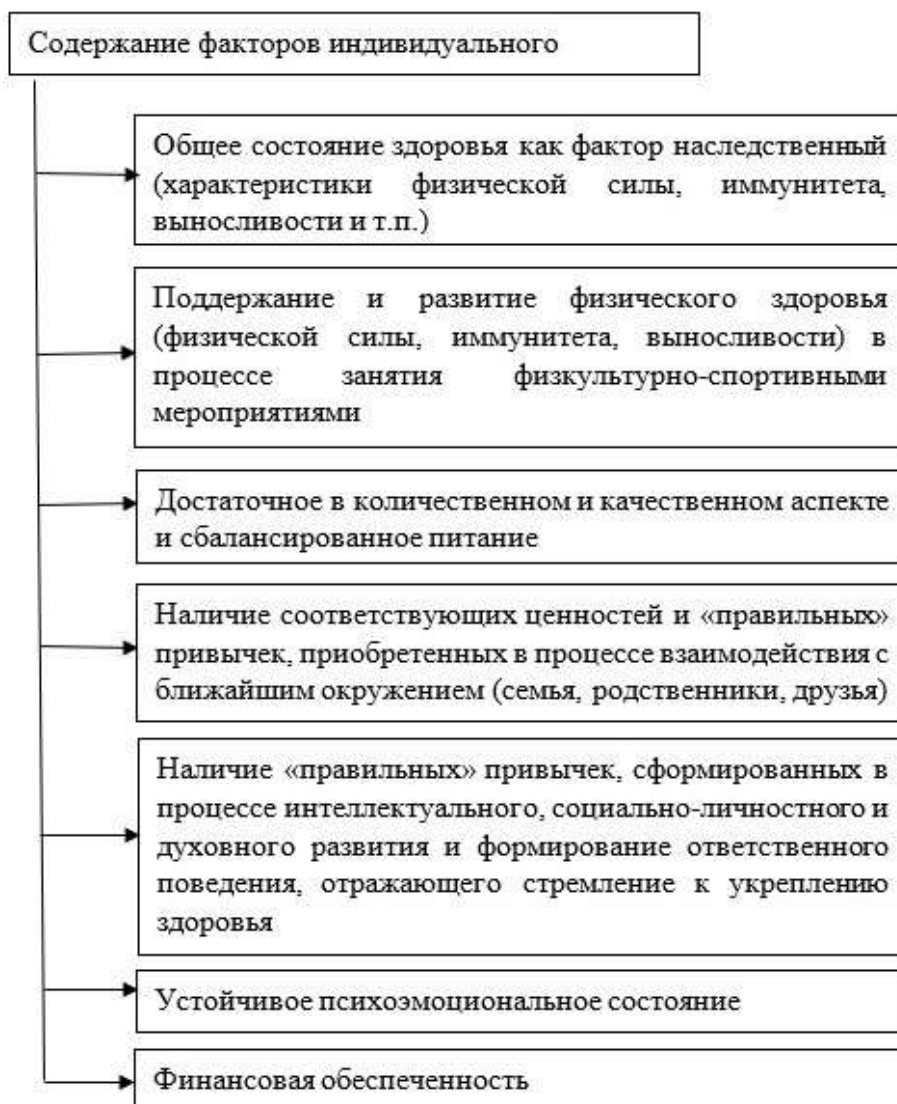 Содержание факторов индивидуального
Общее состояние здоровья как фактор наследственный
(характеристики физической силы, иммунитета,
выносливости и т.п.)
Поддержание и развитие физического здоровья
(физической силы, иммунитета, выносливости) в
процессе занятия физкультурно-спортивными
мероприятиями
Достаточное в количественном и качественном аспекте
и сбалансированное питание
Наличие соответствующих ценностей и «правильных»
привычек, приобретенных в процессе взаимодействия с
ближайшим окружением (семья, родственники, друзья)
Наличие «правильных» привычек, сформированных в
процессе интеллектуального, социально-личностного и
духовного развития и формирование ответственного
поведения, отражающего стремление к укреплению
здоровья
Устойчивое психоэмоциональное состояние
Финансовая обеспеченность